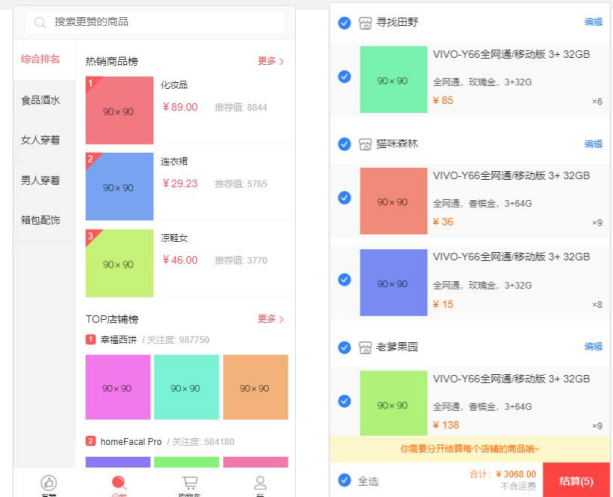 搜索更赞的商品
综合排名
食品酒水
女人穿着
男人穿着
箱包配饰
热销商品榜
更多 >
1
90×90
化妆品
¥89.00
推荐值: 8844
2
90×90
连衣裙
¥29.23
推荐值: 5765
3
90×90
凉鞋女
¥46.00
推荐值: 3770
TOP店铺榜
更多 >
1 幸福西饼 / 关注度: 987750
90×90
90×90
90×90
2 homeFacal Pro / 关注度: 584180
寻找田野
编辑
90×90
VIVO-Y66全网通/移动版 3+ 32GB
全网通，玫瑰金，3+32G
¥ 85
×6
猫咪森林
编辑
90×90
VIVO-Y66全网通/移动版 3+ 32GB
全网通，香槟金，3+64G
¥ 36
×9
90×90
VIVO-Y66全网通/移动版 3+ 32GB
全网通，玫瑰金，3+32G
¥ 15
×8
老爹果园
编辑
90×90
VIVO-Y66全网通/移动版 3+ 32GB
全网通，香槟金，3+64G
¥ 138
×9
你需要分开结算每个店铺的商品哦~
全选
合计：¥ 3068.00
不含运费
结算(5)